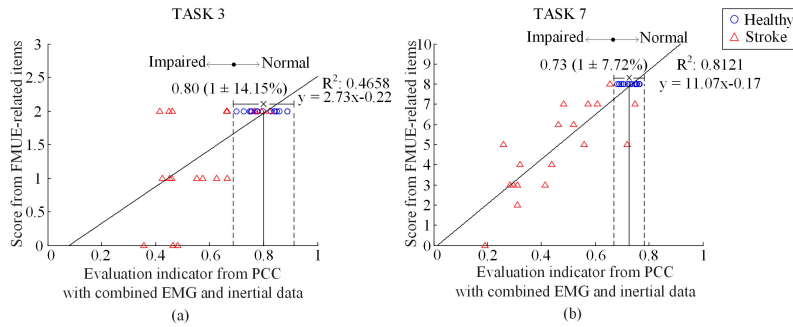 TASK 3
Impaired
Normal
0.80 (1 ± 14.15%)
R²: 0.4658
y = 2.73x-0.22
Score from FMUE-related items
3
2.5
2
1.5
1
0.5
0
0 0.2 0.4 0.6 0.8 1
Evaluation indicator from PCC
with combined EMG and inertial data
(a)
TASK 7
Healthy
Stroke
Impaired
Normal
0.73 (1 ± 7.72%)
R²: 0.8121
y = 11.07x-0.17
Score from FMUE-related items
10
9
8
7
6
5
4
3
2
1
0
0 0.2 0.4 0.6 0.8 1
Evaluation indicator from PCC
with combined EMG and inertial data
(b)